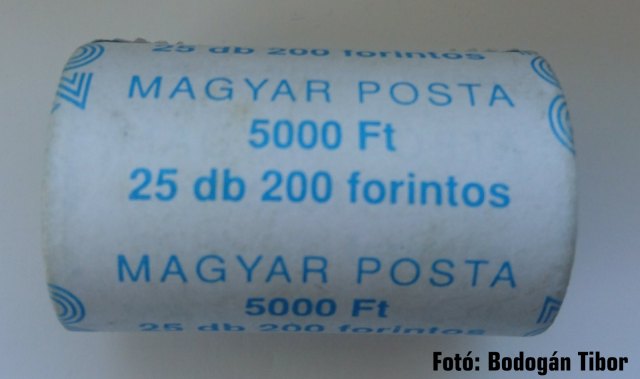 25 db 200 forintos
MAGYAR POSTA
5000 Ft
25 db 200 forintos
MAGYAR POSTA
5000 Ft
25 db 200 forintos
Fotó: Bodogán Tibor